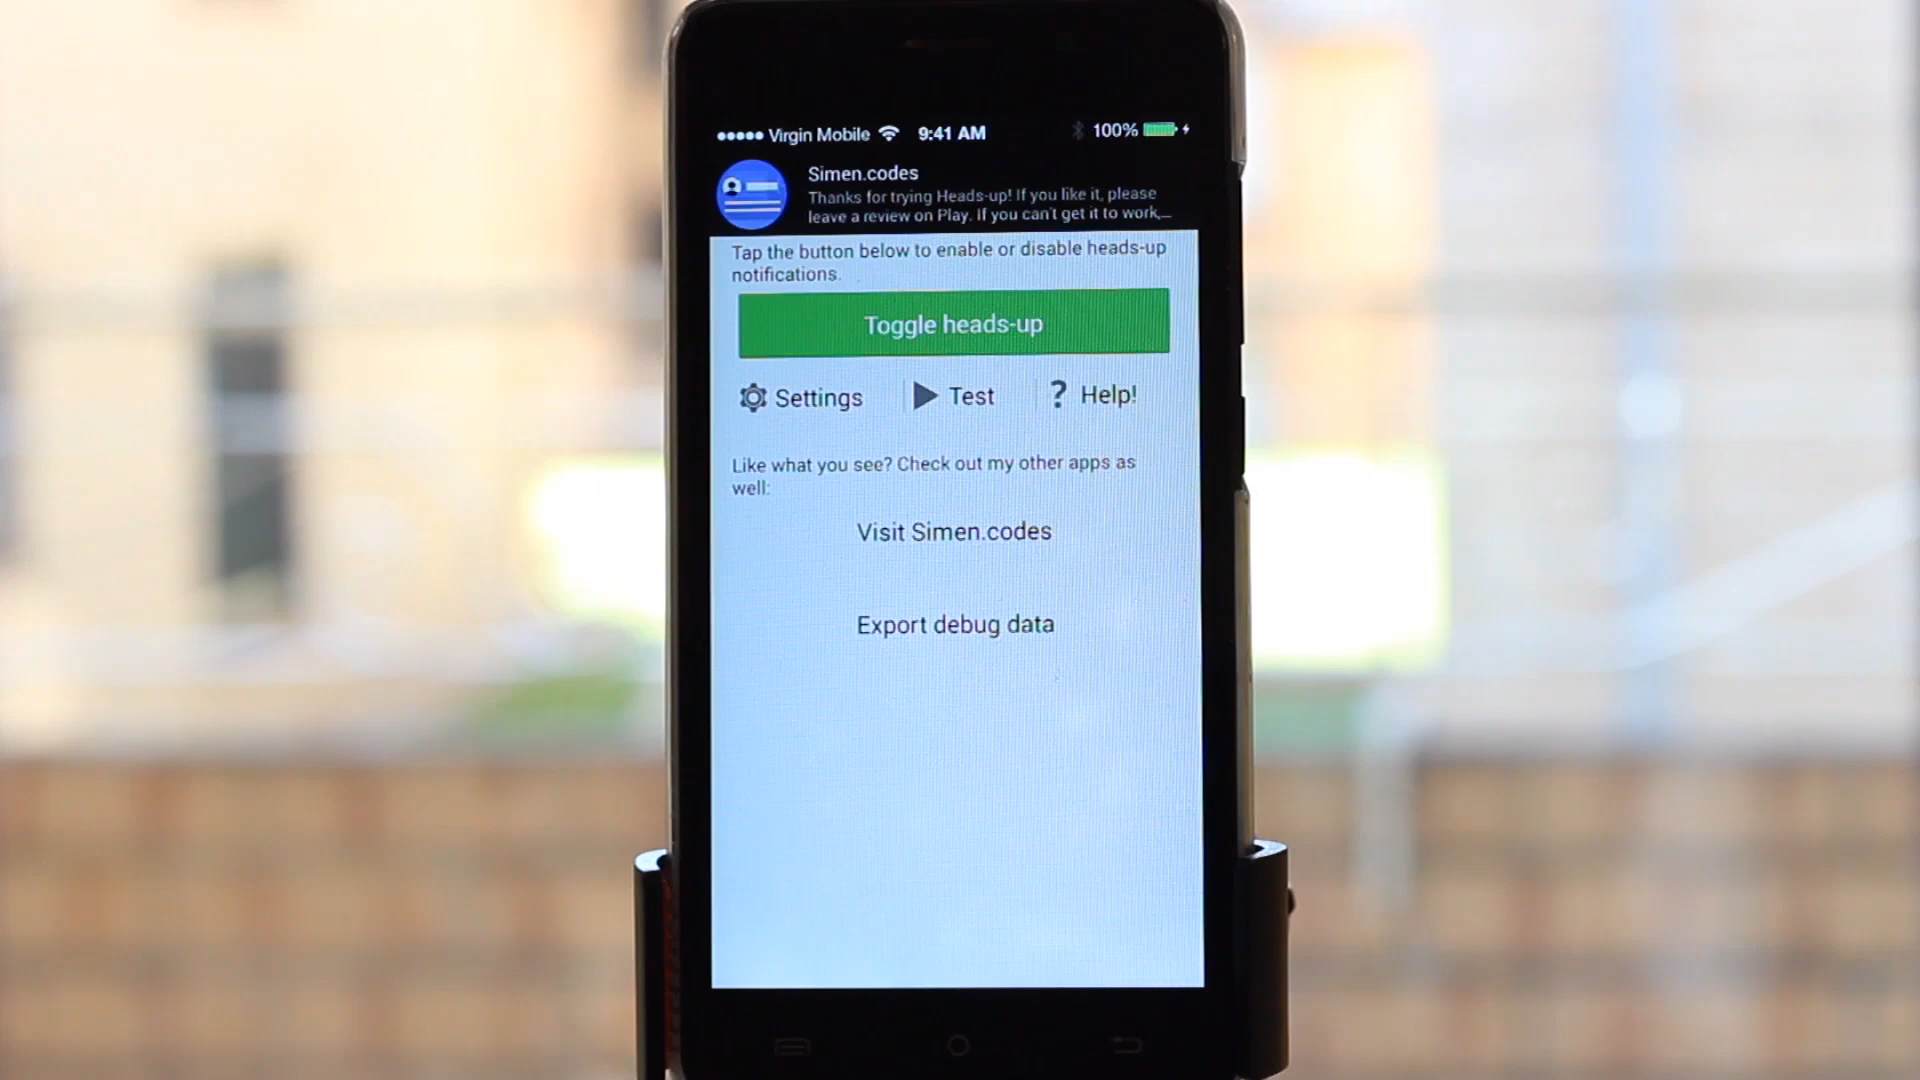 Virgin Mobile 9:41 AM 100%
Simen.codes
Thanks for trying Heads-up! If you like it, please
leave a review on Play. If you can't get it to work,...
Tap the button below to enable or disable heads-up
notifications.
Toggle heads-up
Settings Test ? Help!
Like what you see? Check out my other apps as
well:
Visit Simen.codes
Export debug data